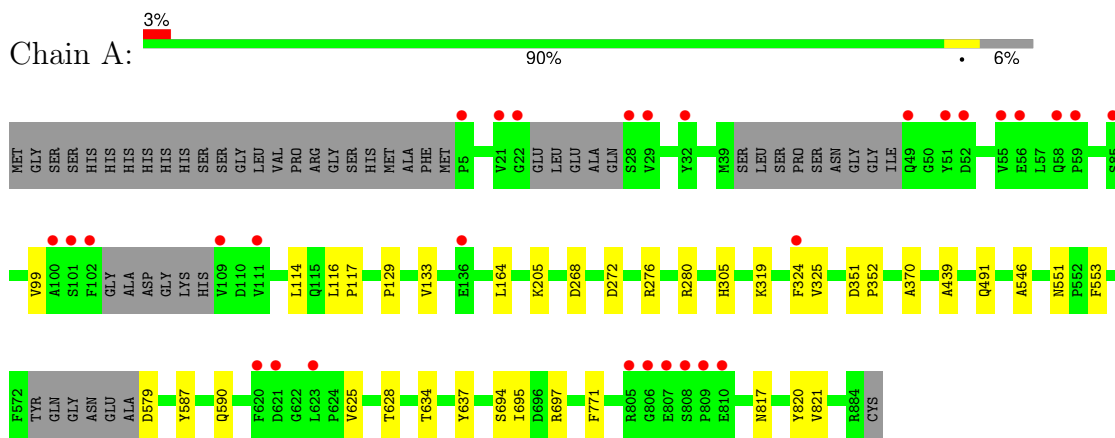 3%
Chain A:
90% • 6%
MET GLY SER SER HIS HIS HIS HIS HIS HIS SER SER GLY LEU VAL PRO ARG GLY SER HIS MET ALA PHE MET P5 V21 G22 GLU LEU GLU ALA GLN S28 V29 Y32 M39 SER LEU SER PRO SER SER ASN GLY GLY ILE Q49 G50 Y51 D52 V55 E56 L57 Q58 P59 S85
V99 A100 S101 F102 GLY ALA ASP GLY LYS HIS V109 D110 V111 L114 Q115 L116 P117 P129 V133 E136 L164 K205 D268 D272 R276 R280 H305 K319 F324 V325 D351 P352 A370 A439 Q491 A546 N551 P552 F553
F572 TYR GLN GLY ASN GLU ALA D579 Y587 Q590 F620 D621 G622 L623 P624 V625 T628 T634 Y637 S694 I695 D696 R697 F771 R805 G806 E807 S808 P809 E810 N817 Y820 V821 R884 CYS